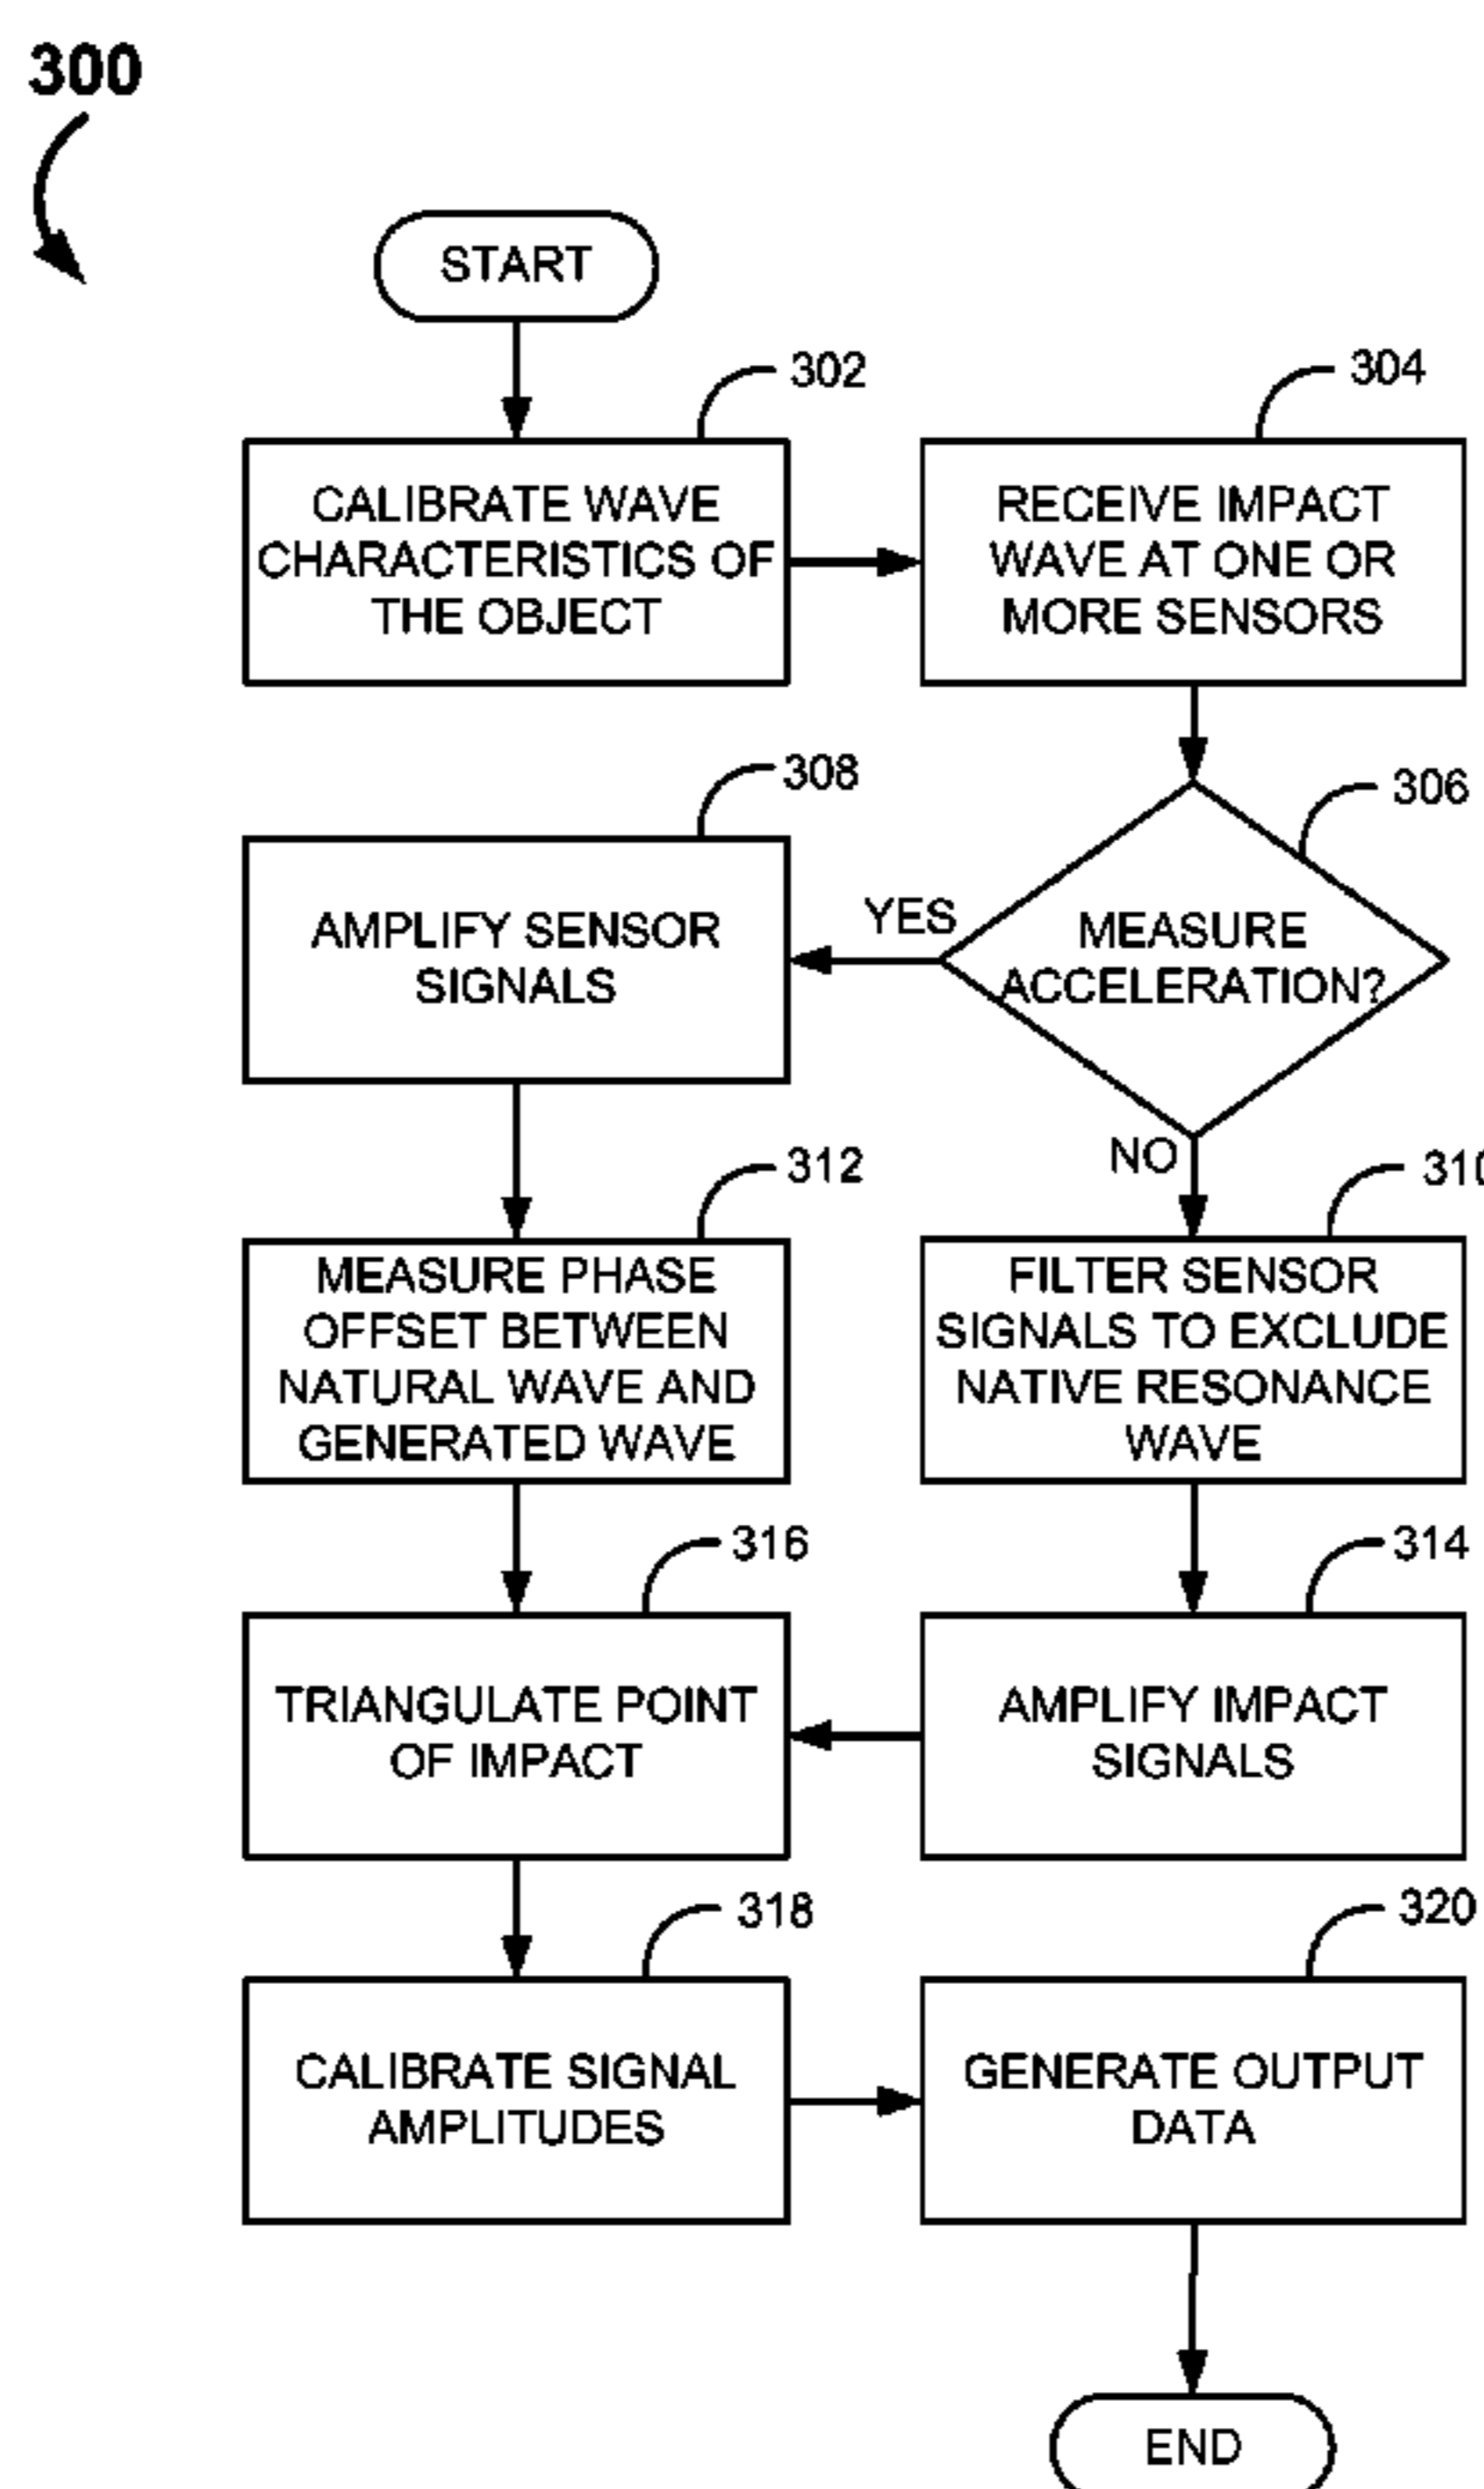 300
START
302
CALIBRATE WAVE
CHARACTERISTICS OF
THE OBJECT
304
RECEIVE IMPACT
WAVE AT ONE OR
MORE SENSORS
306
MEASURE
ACCELERATION?
YES
308
AMPLIFY SENSOR
SIGNALS
NO
310
FILTER SENSOR
SIGNALS TO EXCLUDE
NATIVE RESONANCE
WAVE
312
MEASURE PHASE
OFFSET BETWEEN
NATURAL WAVE AND
GENERATED WAVE
314
AMPLIFY IMPACT
SIGNALS
316
TRIANGULATE POINT
OF IMPACT
318
CALIBRATE SIGNAL
AMPLITUDES
320
GENERATE OUTPUT
DATA
END